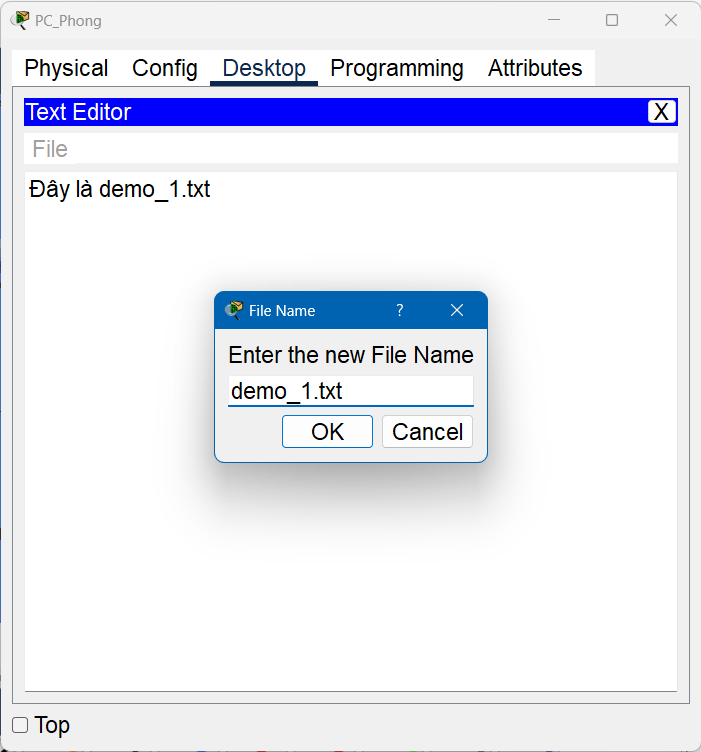 PC_Phong
Physical Config Desktop Programming Attributes
Text Editor X
File
Đây là demo_1.txt
File Name ?
Enter the new File Name
demo_1.txt
OK Cancel
Top